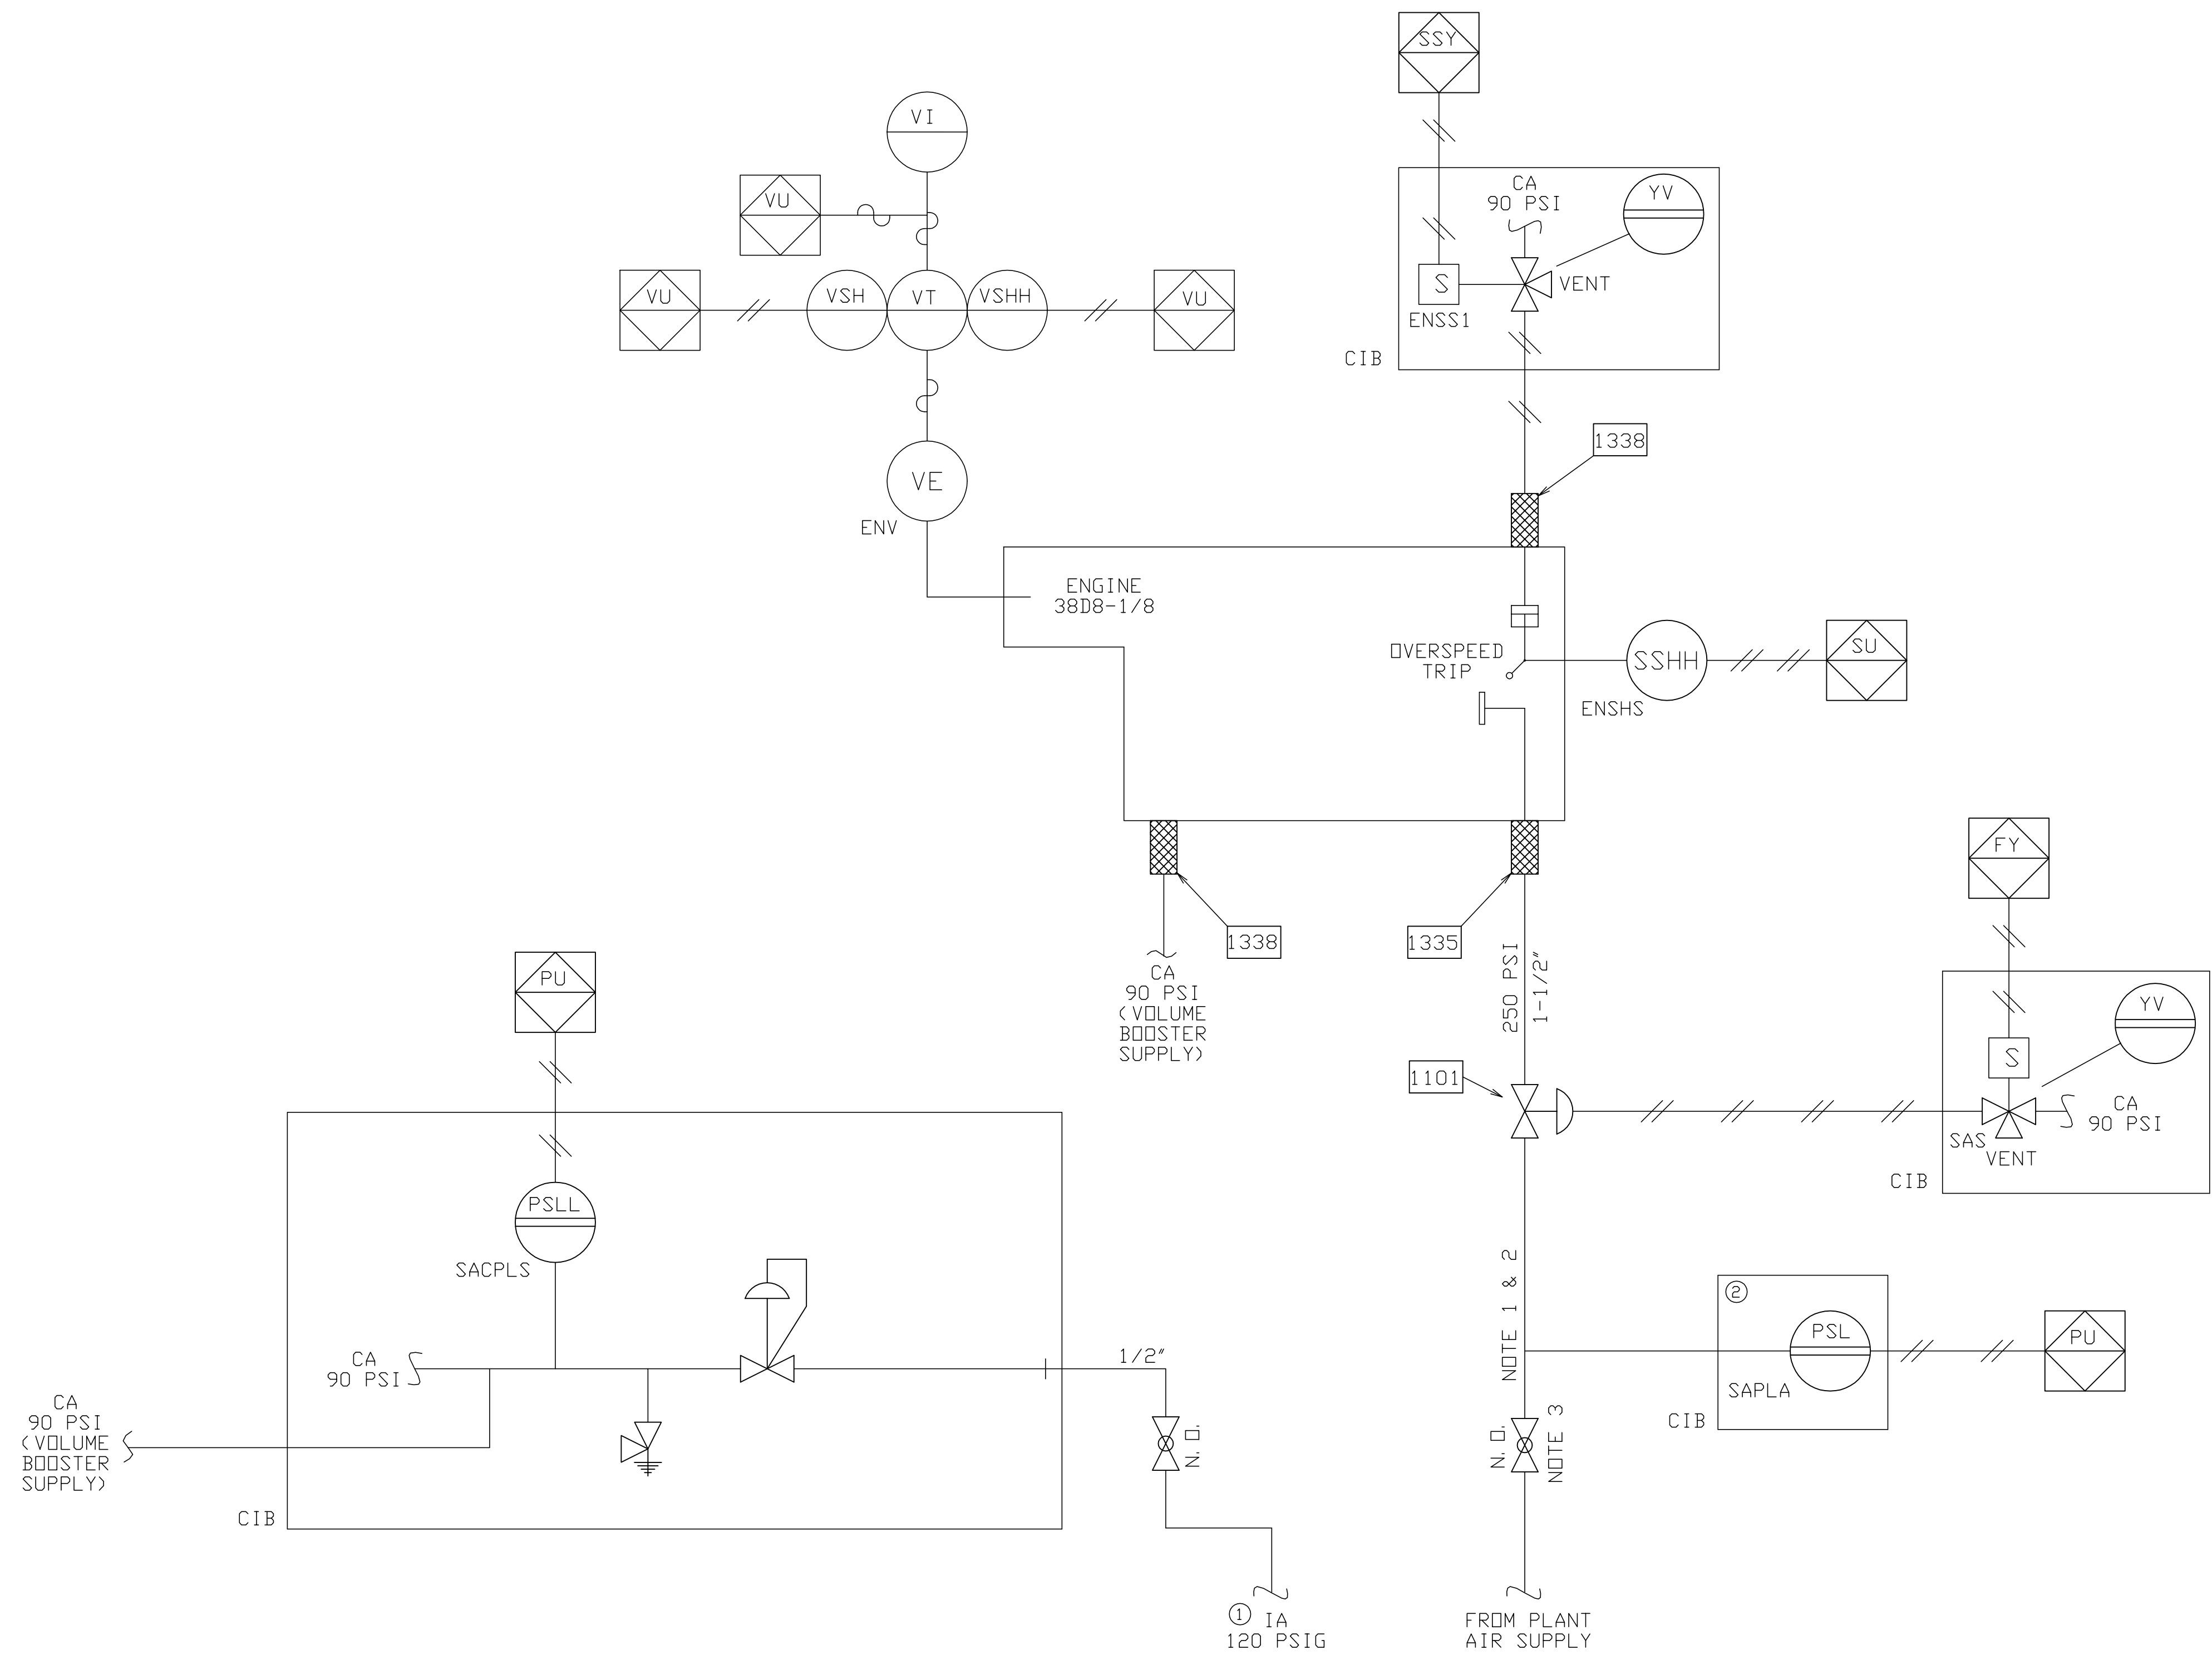 SSY
VI
CA
90 PSI
YV
VU
S
VENT
ENSS1
CIB
VU
VSH
VT
VSHH
VU
1338
VE
ENV
ENGINE
38D8-1/8
OVERSPEED
TRIP
SSHH
SU
ENSHS
FY
1338
1335
250 PSI
1-1/2"
CA
90 PSI
(VOLUME
BOOSTER
SUPPLY)
PU
YV
S
1101
CA
90 PSI
SAS
VENT
CIB
PSLL
SACPLS
NOTE 1 & 2
2
PSL
PU
SAPLA
CIB
CA
90 PSI
1/2"
CA
90 PSI
(VOLUME
BOOSTER
SUPPLY)
N.O.
N.O.
NOTE 3
CIB
1 IA
120 PSIG
FROM PLANT
AIR SUPPLY